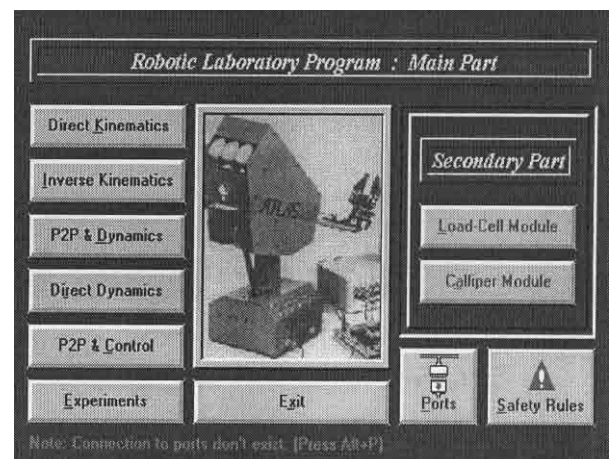 Robotic Laboratory Program : Main Part
Direct Kinematics
Inverse Kinematics
P2P & Dynamics
Direct Dynamics
P2P & Control
Experiments
ATLAS
Exit
Secondary Part
Load-Cell Module
Calliper Module
Ports
Safety Rules
Note: Connection to ports don't exist. (Press Alt+P)